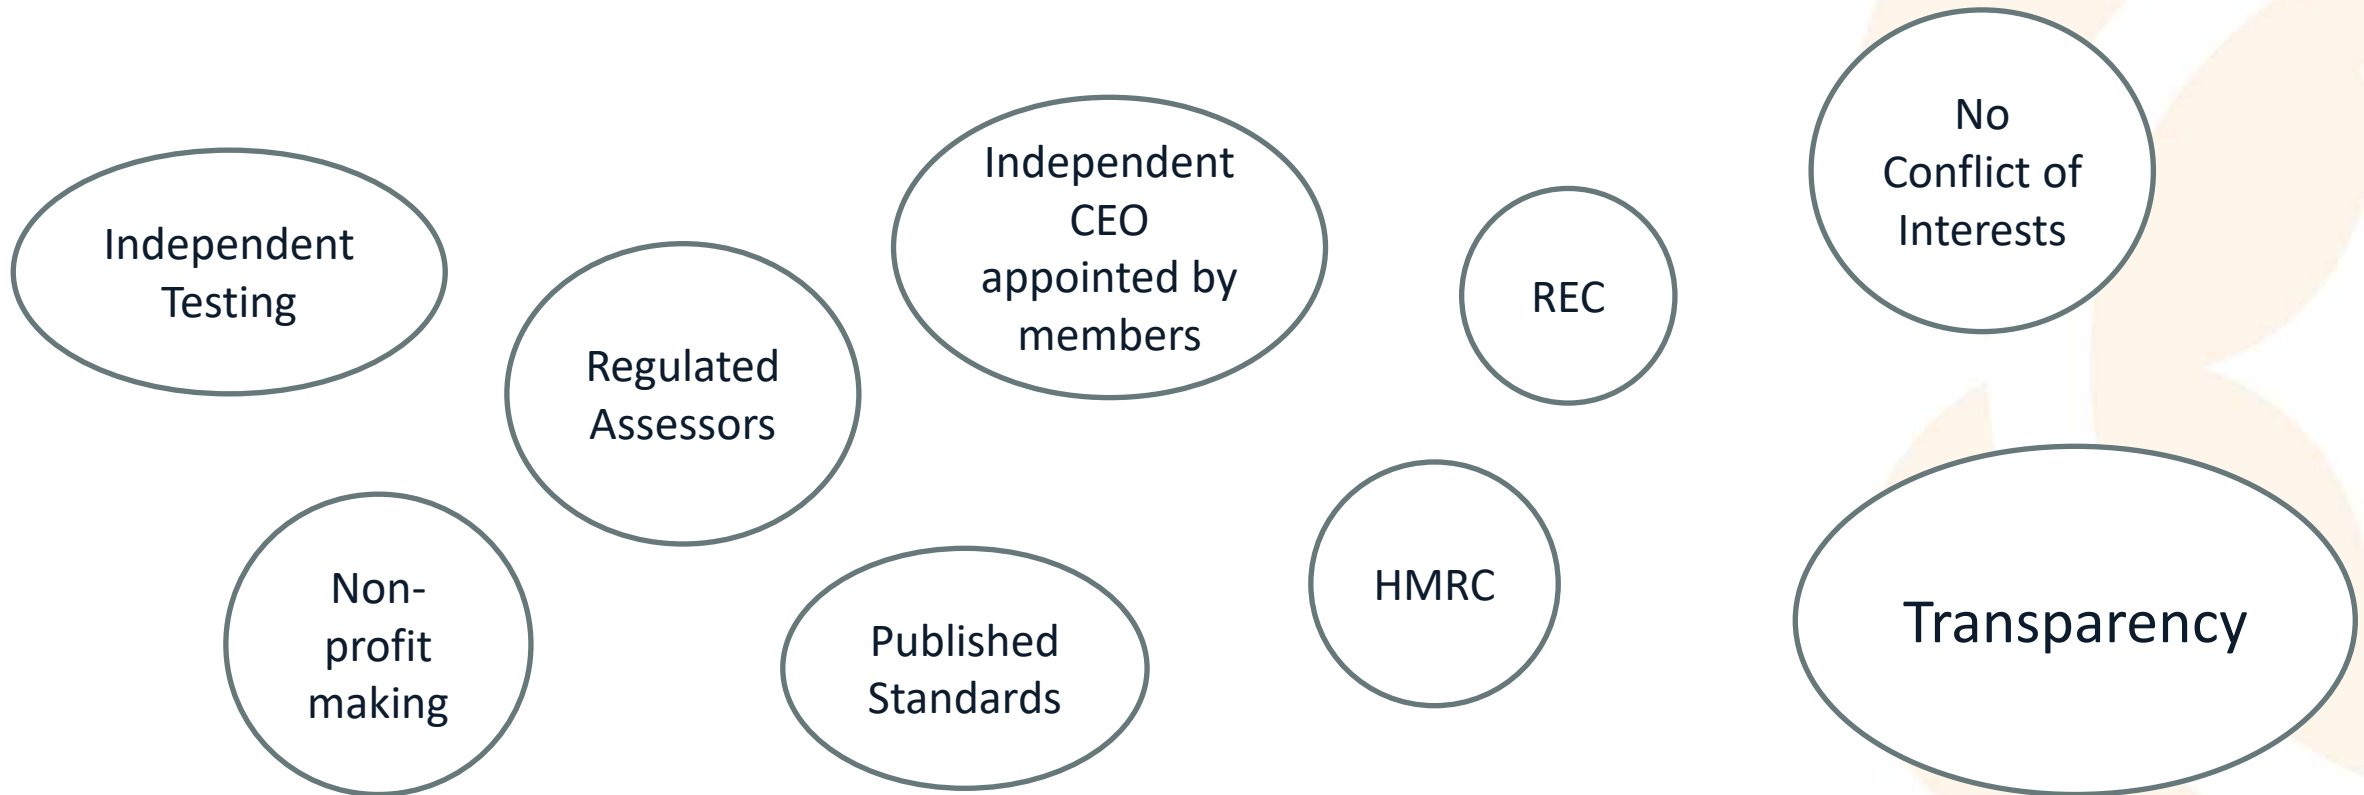 Independent
Testing
Regulated
Assessors
Independent
CEO
appointed by
members
REC
No
Conflict of
Interests
Non-
profit
making
Published
Standards
HMRC
Transparency